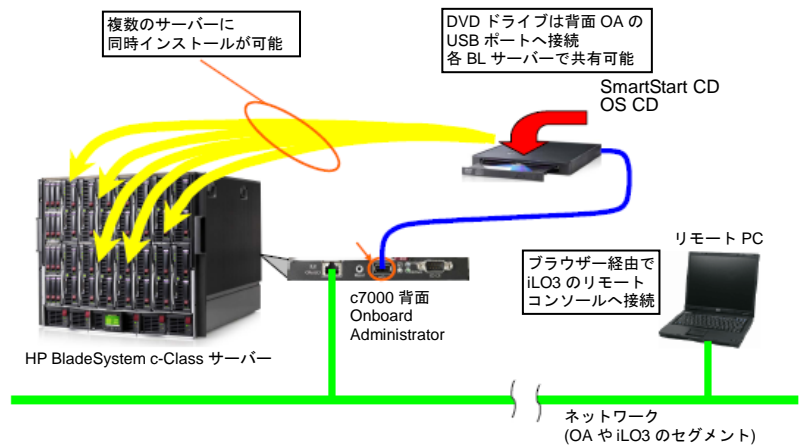 複数のサーバーに
同時インストールが可能
DVD ドライブは背面 OA の
USB ポートへ接続
各 BL サーバーで共有可能
SmartStart CD
OS CD
リモート PC
ブラウザー経由で
iLO3 のリモート
コンソールへ接続
c7000 背面
Onboard
Administrator
HP BladeSystem c-Class サーバー
ネットワーク
(OA や iLO3 のセグメント)